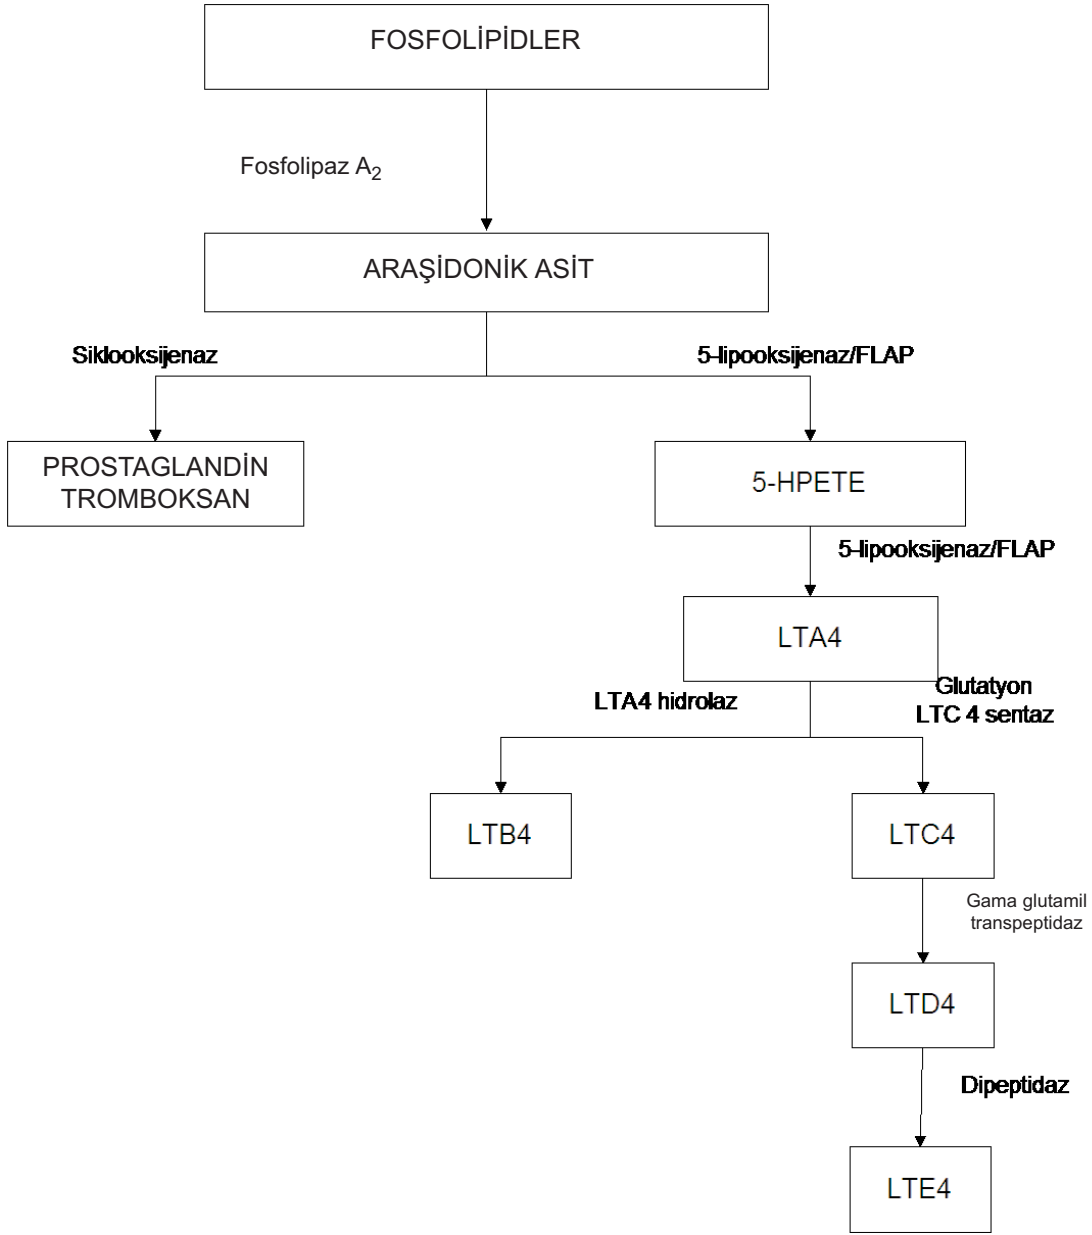 FOSFOLİPİDLER
Fosfolipaz A2
ARAŞİDONİK ASİT
Siklooksijenaz
5-lipooksijenaz/FLAP
PROSTAGLANDİN
TROMBOKSAN
5-HPETE
5-lipooksijenaz/FLAP
LTA4
LTA4 hidrolaz
Glutatyon
LTC 4 sentaz
LTB4
LTC4
Gama glutamil
transpeptidaz
LTD4
Dipeptidaz
LTE4